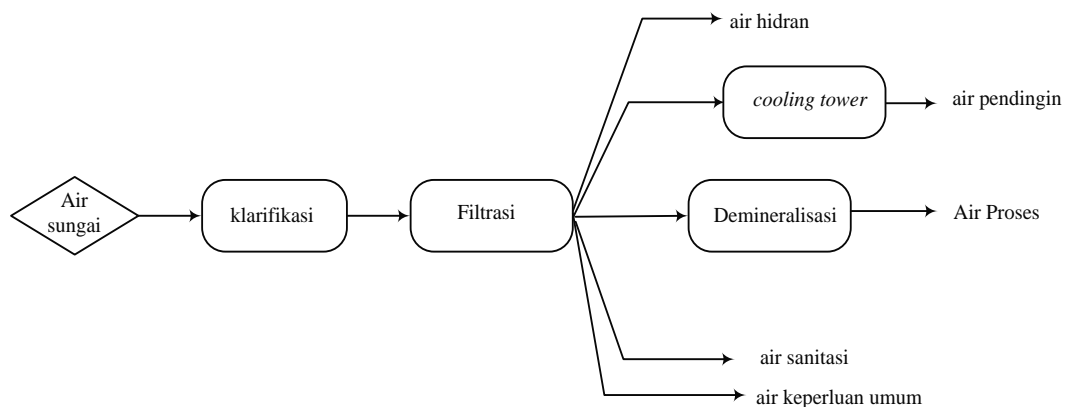 air hidran
cooling tower
air pendingin
Air
sungai
klarifikasi
Filtrasi
Demineralisasi
Air Proses
air sanitasi
air keperluan umum